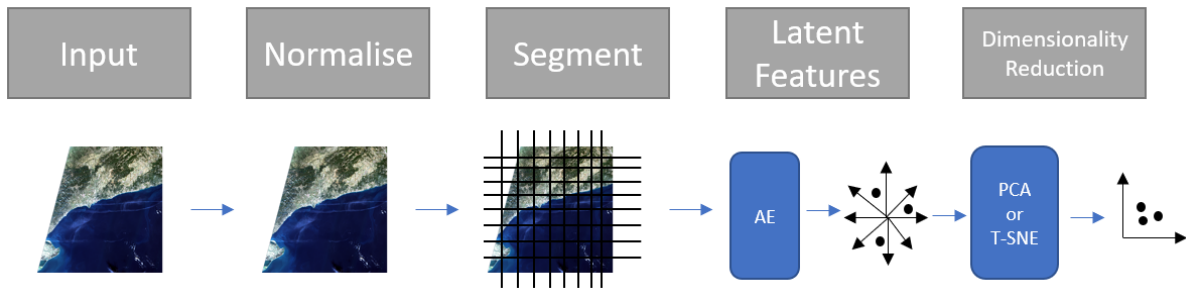 Input
Normalise
Segment
Latent
Features
Dimensionality
Reduction
AE
PCA
or
T-SNE